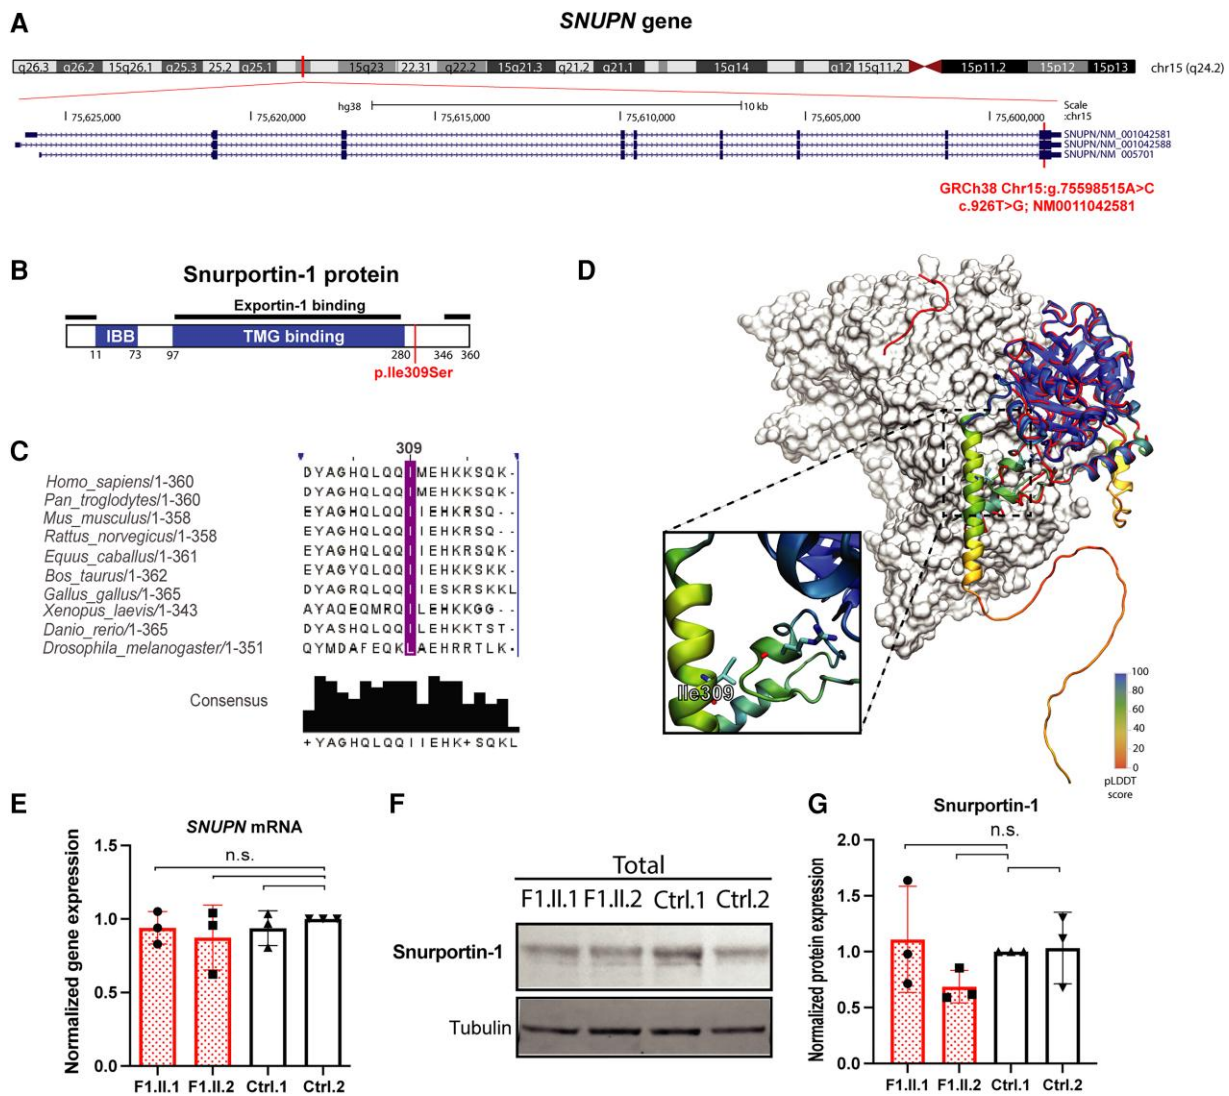 A
SNUPN gene
q26.3 q26.2 15q26.1 q25.3 25.2 q25.1 15q23 22.31 q22.2 15q21.3 q21.2 q21.1 15q14 q12 15q11.2 15p11.2 15p12 15p13 chr15 (q24.2)
hg38 10 kb Scale
75,625,000 75,620,000 75,615,000 75,610,000 75,605,000 75,600,000 :chr15
SNUPN/NM_001042581
SNUPN/NM_001042588
SNUPN/NM_005701
GRCh38 Chr15:g.75598515A>C
c.926T>G; NM0011042581
B
Snurportin-1 protein
Exportin-1 binding
IBB TMG binding
11 73 97 280 346 360
p.Ile309Ser
C
309
Homo_sapiens/1-360 DYAGHQLQQIMEHKKSQK-
Pan_troglodytes/1-360 DYAGHQLQQIMEHKKSQK-
Mus_musculus/1-358 EYAGHQLQQIIEHKRSQ--
Rattus_norvegicus/1-358 EYAGHQLQQIIEHKRSQ--
Equus_caballus/1-361 EYAGHQLQQIIEHKRSQK-
Bos_taurus/1-362 EYAGYQLQQIIEHKRSQK-
Gallus_gallus/1-365 DYAGRQLQQIIESKRSKKL
Xenopus_laevis/1-343 AYAQEQMRQILEHKKGG--
Danio_rerio/1-365 DYASHQLQQILEHKKTST-
Drosophila_melanogaster/1-351 QYMDAFEQKLAEHRRTLK-
Consensus
+YAGHQLQQIIEHK+SQKL
D
Ile309
100
80
60
40
20
0
pLDDT
score
E
SNUPN mRNA
Normalized gene expression
1.5
1.0
0.5
0.0
n.s.
F1.II.1 F1.II.2 Ctrl.1 Ctrl.2
F
Total
F1.II.1 F1.II.2 Ctrl.1 Ctrl.2
Snurportin-1
Tubulin
G
Snurportin-1
Normalized protein expression
2.0
1.5
1.0
0.5
0.0
n.s.
F1.II.1 F1.II.2 Ctrl.1 Ctrl.2